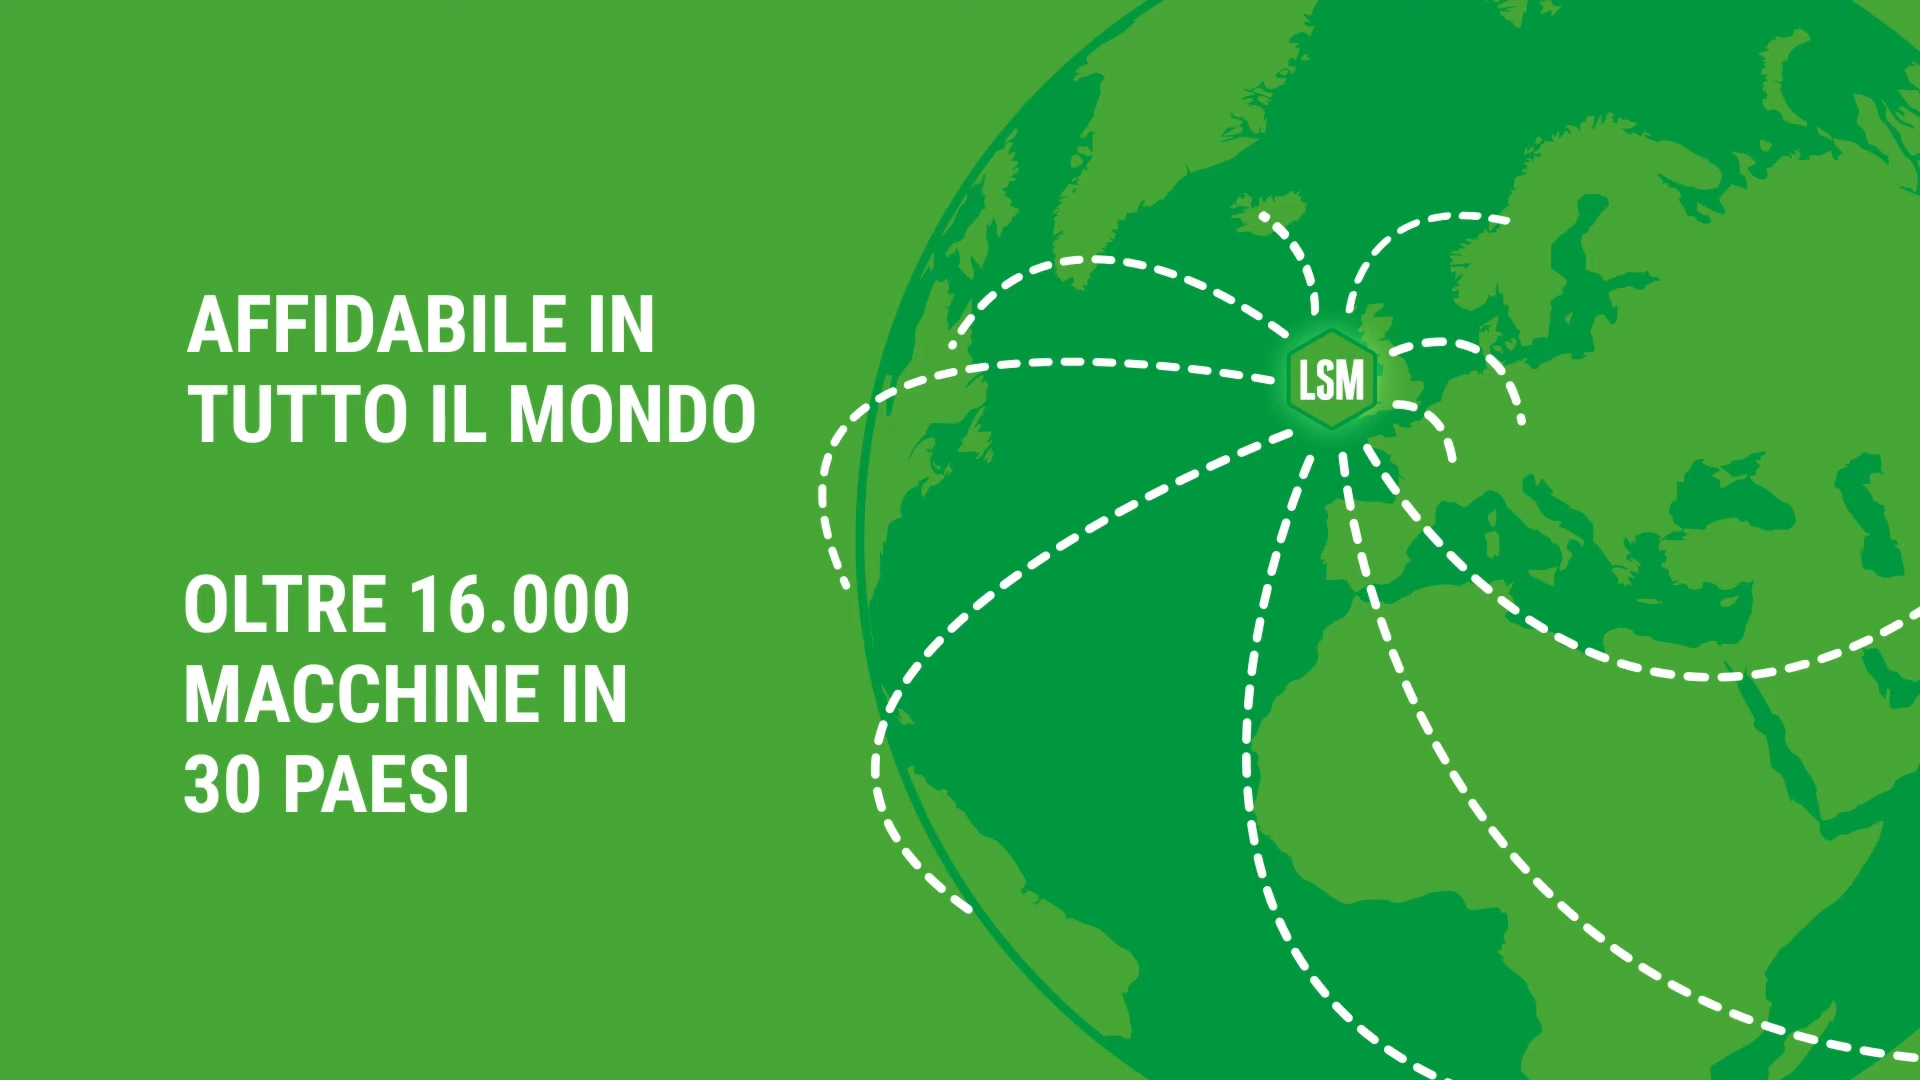 AFFIDABILE IN
TUTTO IL MONDO
OLTRE 16.000
MACCHINE IN
30 PAESI
LSM